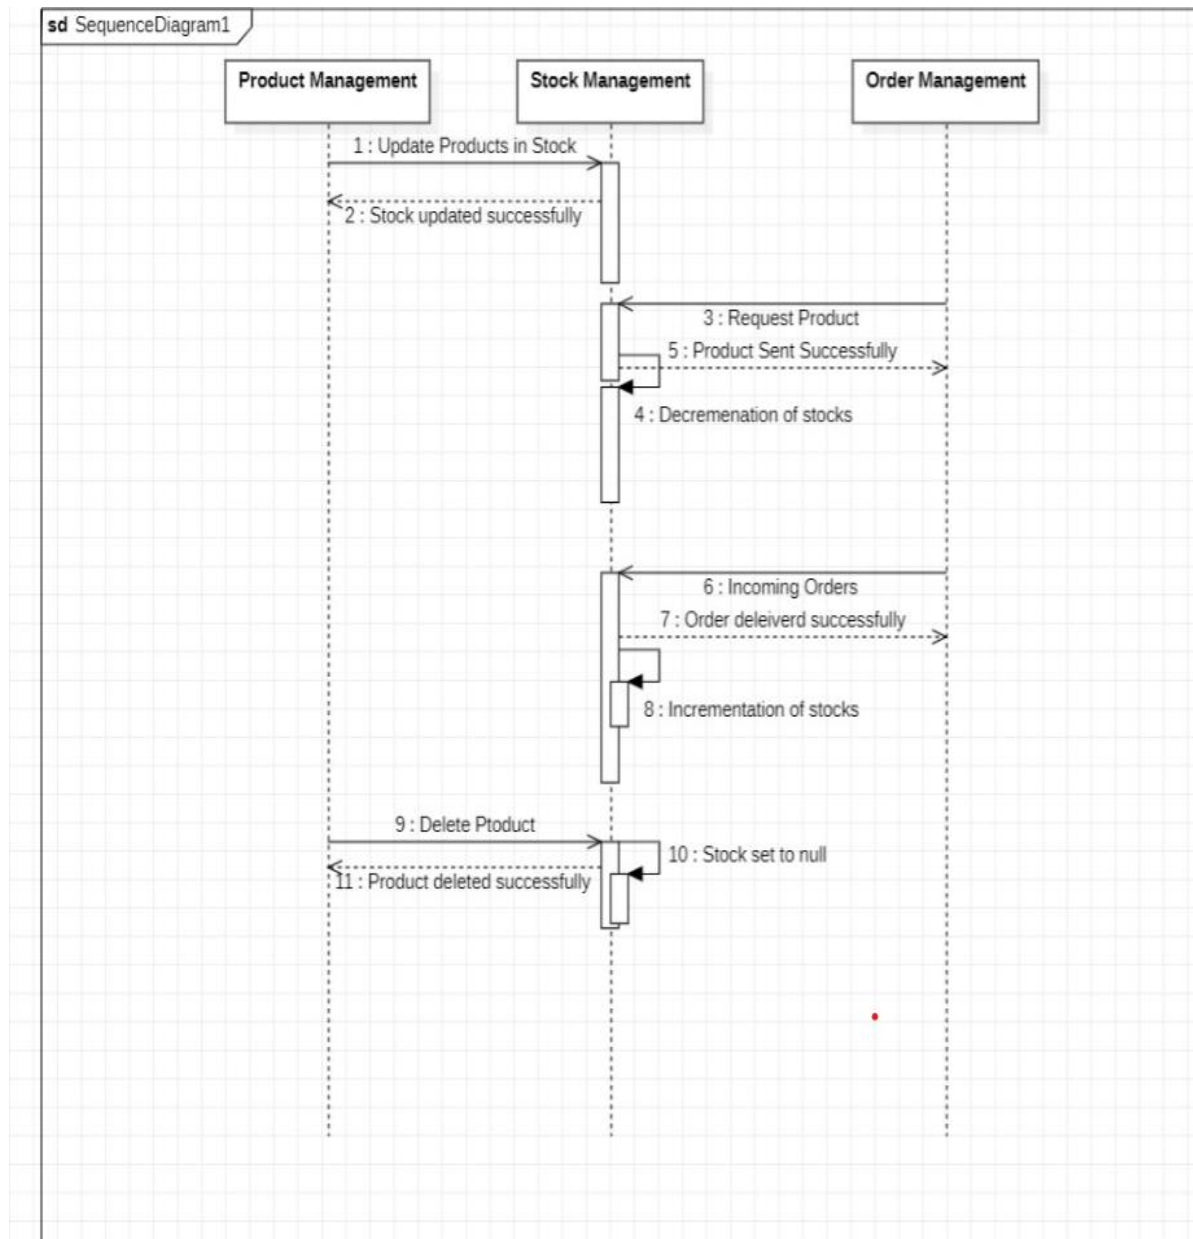 sd SequenceDiagram1
Product Management
Stock Management
Order Management
1 : Update Products in Stock
2 : Stock updated successfully
3 : Request Product
5 : Product Sent Successfully
4 : Decremenation of stocks
6 : Incoming Orders
7 : Order deleiverd successfully
8 : Incrementation of stocks
9 : Delete Ptoduct
10 : Stock set to null
11 : Product deleted successfully